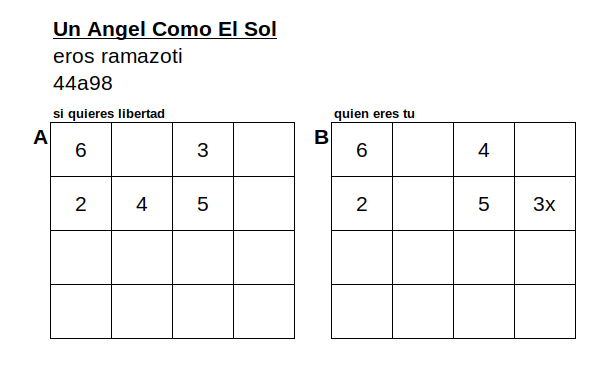 Un Angel Como El Sol
eros ramazoti
44a98
si quieres libertad
A
6 3
2 4 5
quien eres tu
B
6 4
2 5 3x